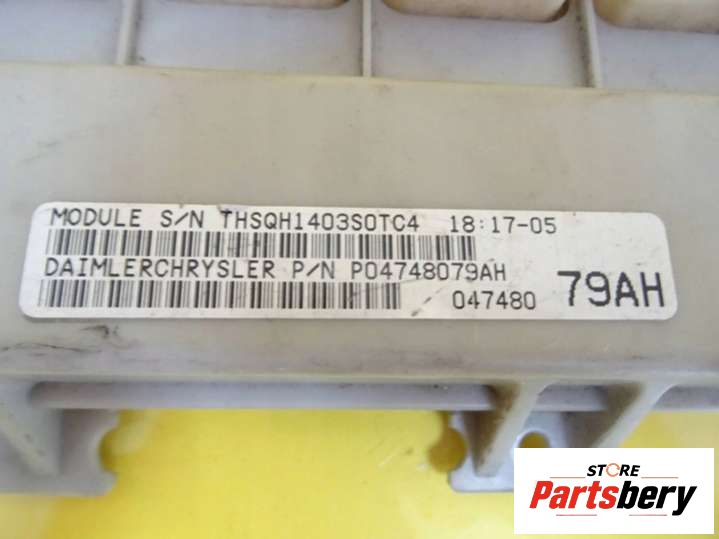 MODULE S/N THSQH1403S0TC4 18:17-05
DAIMLERCHRYSLER P/N P04748079AH
047480 79AH
STORE
Partsbery